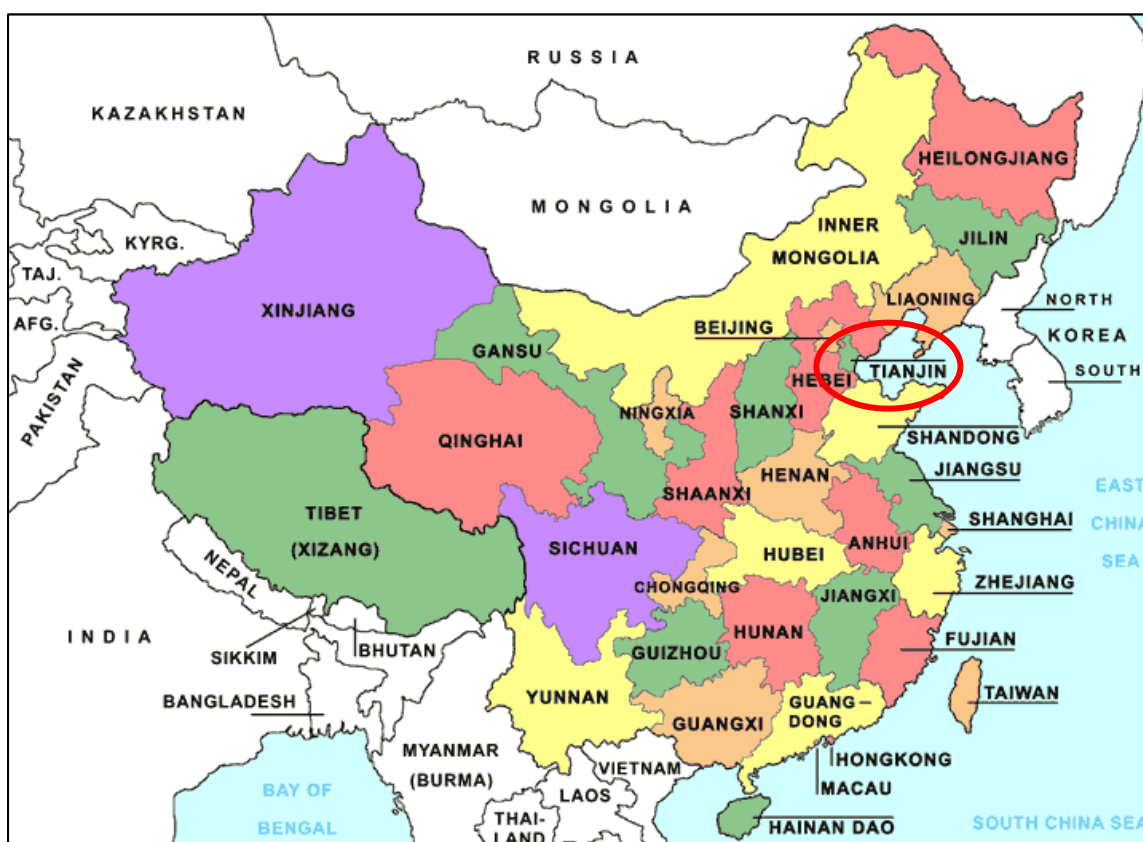 RUSSIA
KAZAKHSTAN
HEILONGJIANG
MONGOLIA
INNER
MONGOLIA
JILIN
KYRG.
TAJ.
XINJIANG
LIAONING
NORTH
AFG.
BEIJING
KOREA
GANSU
TIANJIN
SOUTH
HEBEI
PAKISTAN
NINGXIA
SHANXI
QINGHAI
SHANDONG
HENAN
JIANGSU
SHAANXI
EAST
CHINA
SEA
TIBET
(XIZANG)
SHANGHAI
SICHUAN
HUBEI
ANHUI
NEPAL
CHONGQING
JIANGXI
ZHEJIANG
INDIA
SIKKIM
BHUTAN
HUNAN
FUJIAN
GUIZHOU
BANGLADESH
YUNNAN
GUANG–
DONG
TAIWAN
GUANGXI
MYANMAR
(BURMA)
VIETNAM
HONGKONG
MACAU
LAOS
BAY OF
BENGAL
THAI-
LAND
HAINAN DAO
SOUTH CHINA SEA